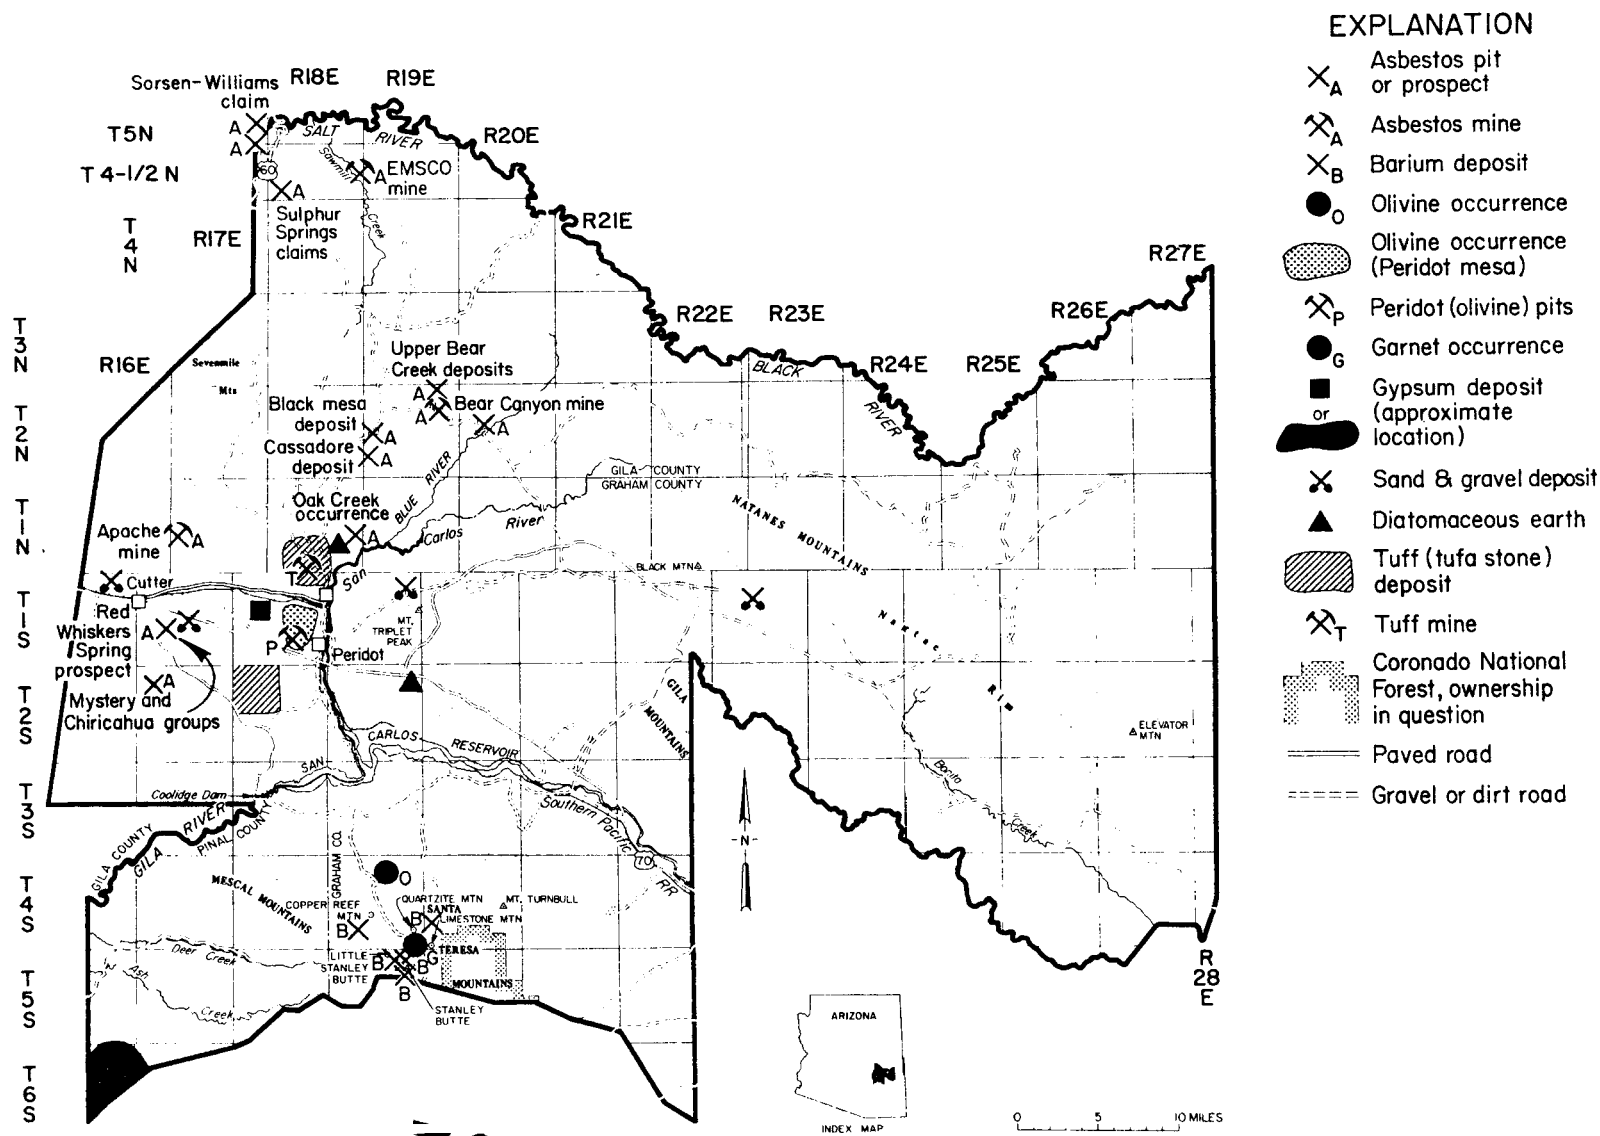 EXPLANATION
Asbestos pit
or prospect
A
Asbestos mine
A
Barium deposit
B
Olivine occurrence
O
Olivine occurrence
(Peridot mesa)
Peridot (olivine) pits
P
Garnet occurrence
G
Gypsum deposit
or
(approximate
location)
Sand & gravel deposit
Diatomaceous earth
Tuff (tufa stone)
deposit
Tuff mine
T
Coronado National
Forest, ownership
in question
Paved road
Gravel or dirt road
Sorsen-Williams
claim
R18E
R19E
R20E
R21E
R22E
R23E
R24E
R25E
R26E
R27E
R
28
E
R17E
R16E
T5N
T 4-1/2 N
T
4
N
T
3
N
T
2
N
T
1
N
T
1
S
T
2
S
T
3
S
T
4
S
T
5
S
T
6
S
A
A
SALT
RIVER
60
Sawmill
Creek
A
EMSCO
mine
A
Sulphur
Springs
claims
Sevenmile
Mts
Upper Bear
Creek deposits
A
A
Bear Canyon mine
A
Black mesa
deposit
A
Cassadore
deposit
A
BLUE RIVER
BLACK
RIVER
GILA COUNTY
GRAHAM COUNTY
Oak Creek
occurrence
A
San
Carlos
River
NATANES MOUNTAINS
BLACK MTN
Apache
mine
A
T
Cutter
Red
Whiskers
Spring
prospect
A
P
Peridot
MT.
TRIPLET
PEAK
A
Mystery and
Chiricahua groups
Nantac
Rim
GILA
MOUNTAINS
ELEVATOR
MTN
Bonito
Creek
SAN
CARLOS
RESERVOIR
Coolidge Dam
Southern Pacific
RR
70
GILA COUNTY
GILA
RIVER
PINAL COUNTY
GRAHAM CO.
MESCAL MOUNTAINS
O
COPPER REEF
MTN
B
QUARTZITE MTN
MT. TURNBULL
SANTA
B
LIMESTONE MTN
TERESA
G
MOUNTAINS
LITTLE
STANLEY
BUTTE
B
B
B
STANLEY
BUTTE
Deer Creek
Ash
Creek
N
ARIZONA
INDEX MAP
0 5 10 MILES